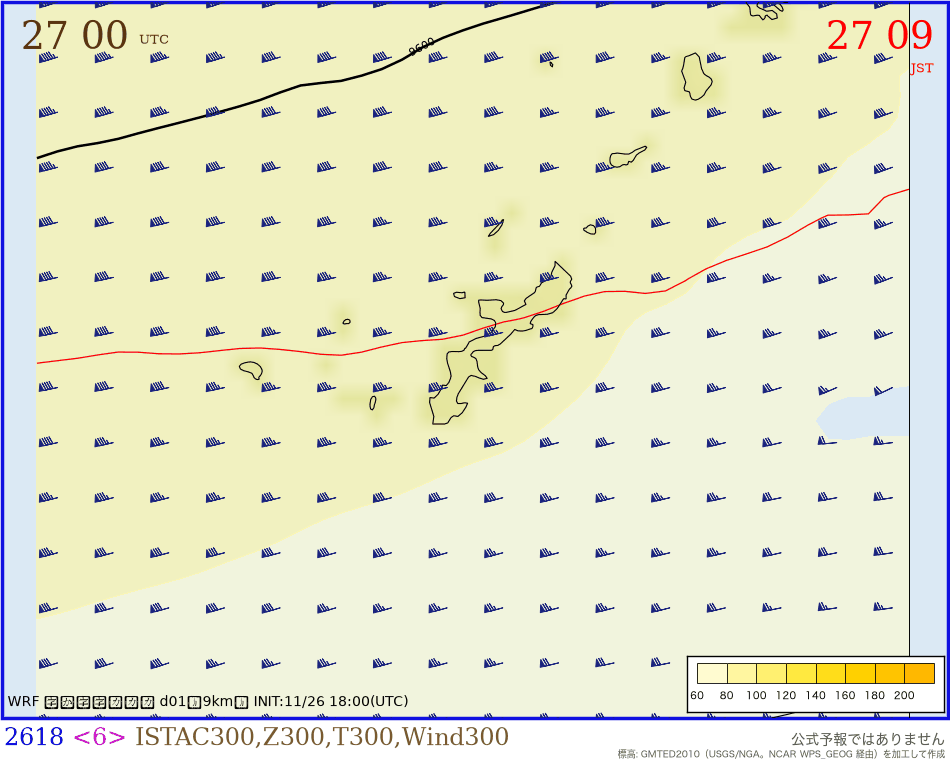 27 00 UTC
27 09
JST
9600
WRF d01 9km INIT:11/26 18:00(UTC)
60 80 100 120 140 160 180 200
2618 <6> ISTAC300,Z300,T300,Wind300
公式予報ではありません
標高: GMTED2010（USGS/NGA。NCAR WPS_GEOG 経由）を加工して作成